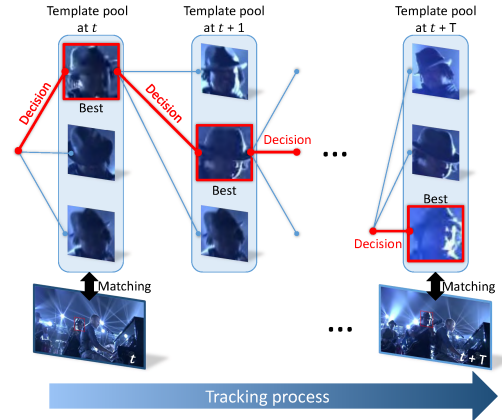 Template pool
at t
Template pool
at t + 1
Template pool
at t + T
Decision
Best
Decision
Best
Decision
...
Best
Decision
Matching
t
...
Matching
t + T
Tracking process